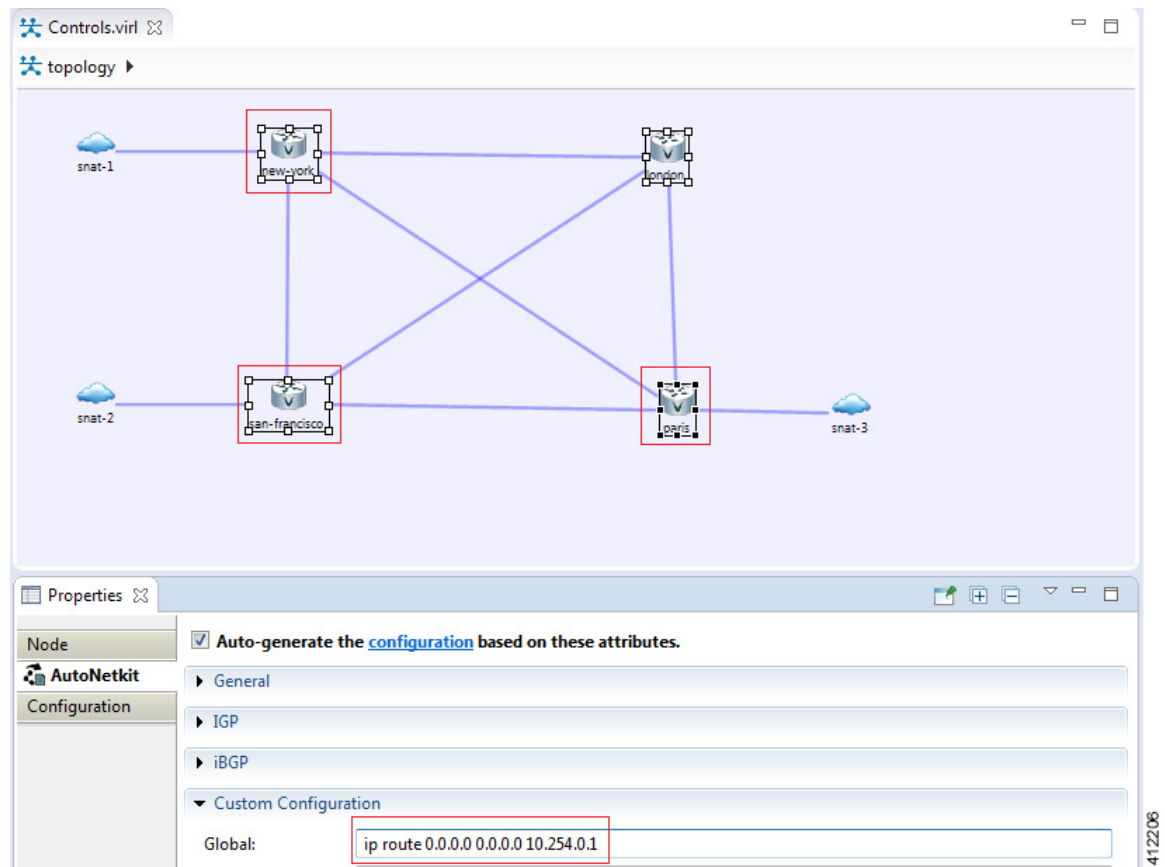 Controls.virl
topology
snat-1
new-york
london
snat-2
san-francisco
paris
snat-3
Properties
Node
Auto-generate the configuration based on these attributes.
AutoNetkit
General
Configuration
IGP
iBGP
Custom Configuration
Global:
ip route 0.0.0.0 0.0.0.0 10.254.0.1
412206